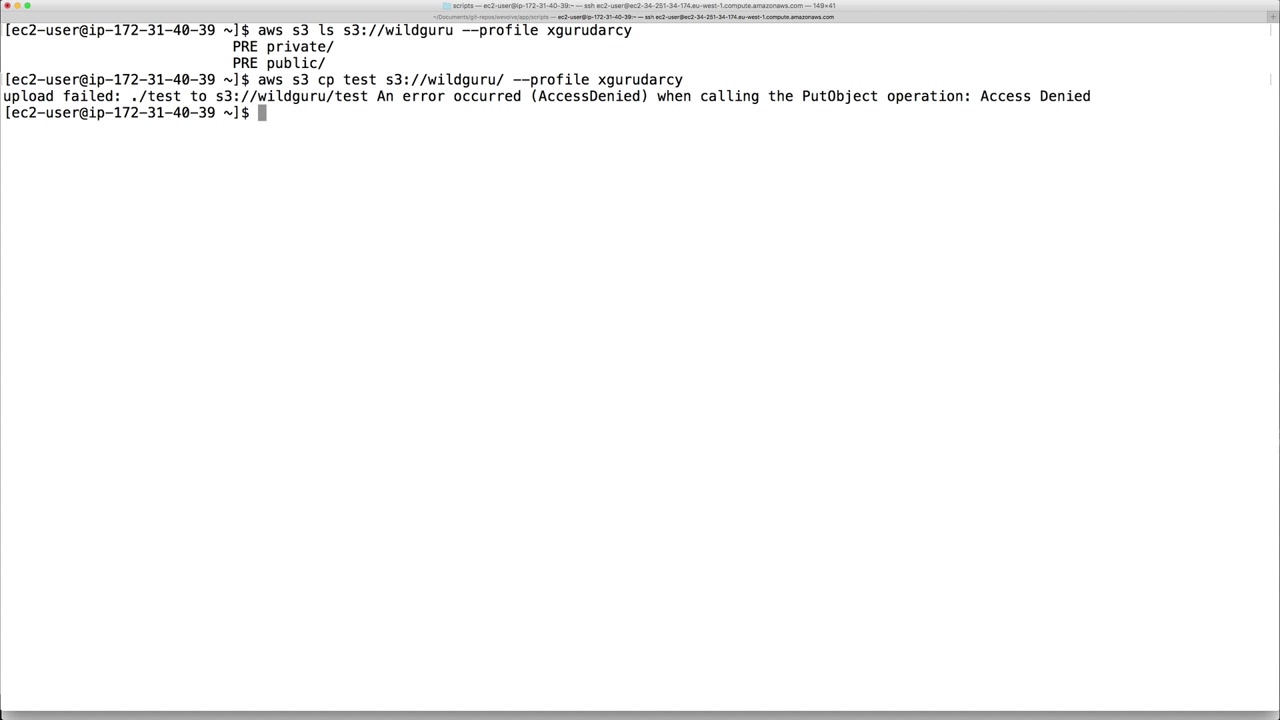 scripts — ec2-user@ip-172-31-40-39:~ — ssh ec2-user@ec2-34-251-34-174.eu-west-1.compute.amazonaws.com — 149×41
~/Documents/git-repos/wexolve/app/scripts — ec2-user@ip-172-31-40-39:~ — ssh ec2-user@ec2-34-251-34-174.eu-west-1.compute.amazonaws.com
[ec2-user@ip-172-31-40-39 ~]$ aws s3 ls s3://wildguru --profile xgurudarcy
PRE private/
PRE public/
[ec2-user@ip-172-31-40-39 ~]$ aws s3 cp test s3://wildguru/ --profile xgurudarcy
upload failed: ./test to s3://wildguru/test An error occurred (AccessDenied) when calling the PutObject operation: Access Denied
[ec2-user@ip-172-31-40-39 ~]$